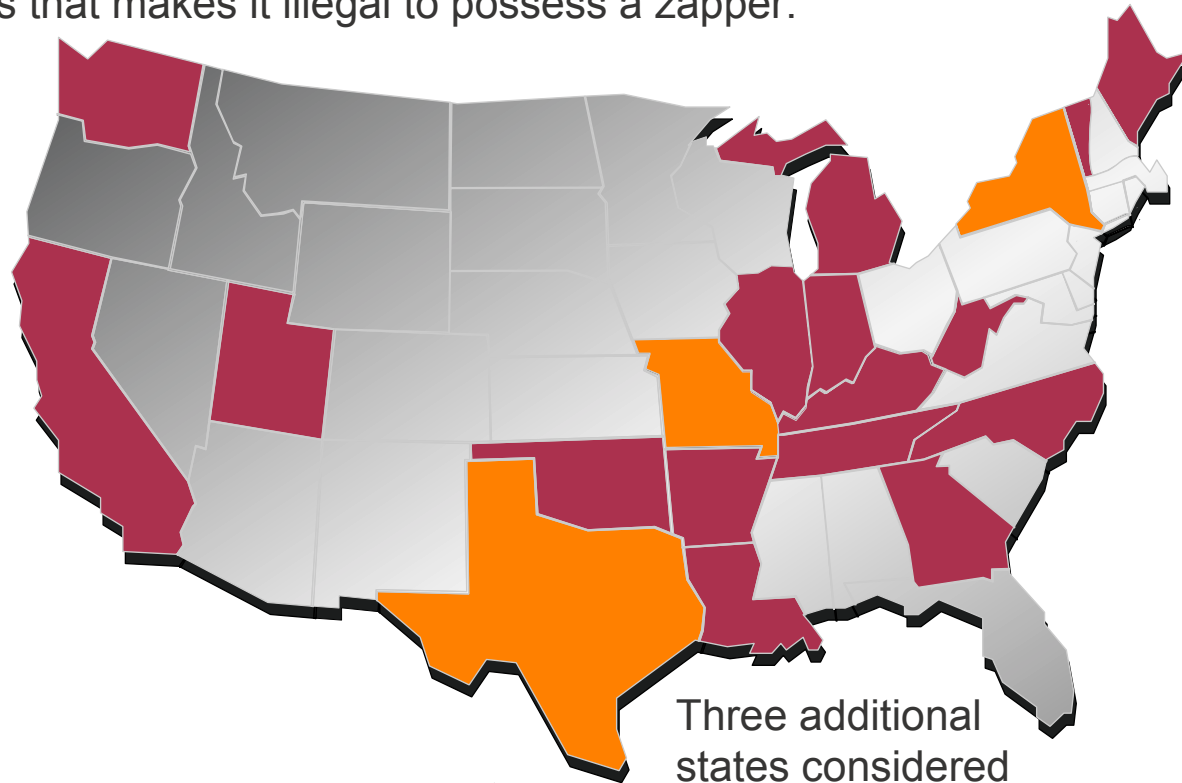 s that makes it illegal to possess a zapper.
Three additional
states considered